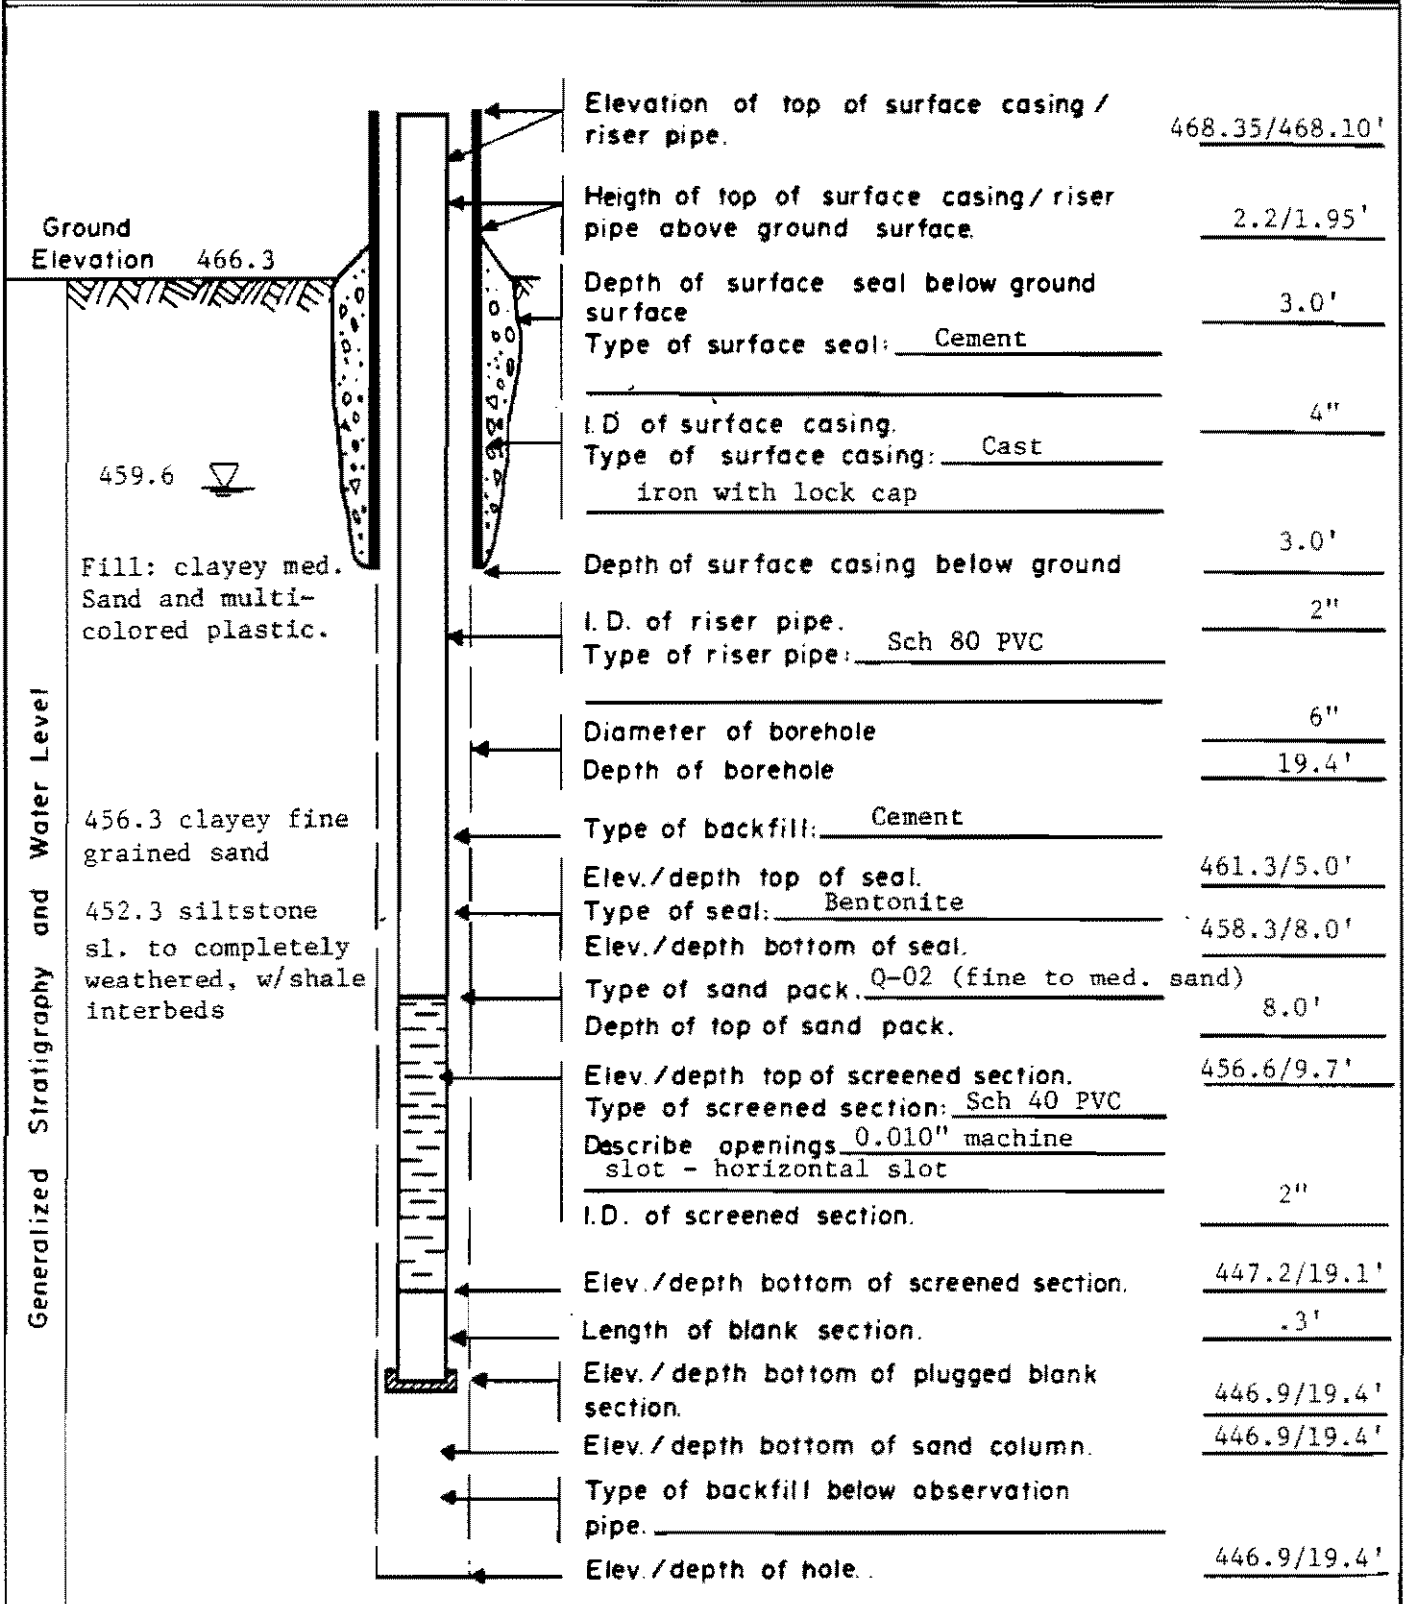 Elevation of top of surface casing /
riser pipe. 468.35/468.10'
Heigth of top of surface casing/riser
pipe above ground surface. 2.2/1.95'
Ground
Elevation 466.3
Depth of surface seal below ground
surface 3.0'
Type of surface seal: Cement
I.D of surface casing. 4"
Type of surface casing: Cast
iron with lock cap
459.6
Depth of surface casing below ground 3.0'
Fill: clayey med.
Sand and multi-
colored plastic.
I.D. of riser pipe. 2"
Type of riser pipe: Sch 80 PVC
Diameter of borehole 6"
Depth of borehole 19.4'
Generalized Stratigraphy and Water Level
456.3 clayey fine
grained sand
452.3 siltstone
sl. to completely
weathered, w/shale
interbeds
Type of backfill: Cement
Elev./depth top of seal. 461.3/5.0'
Type of seal: Bentonite
Elev./depth bottom of seal. 458.3/8.0'
Type of sand pack. Q-02 (fine to med. sand)
Depth of top of sand pack. 8.0'
Elev./depth top of screened section. 456.6/9.7'
Type of screened section: Sch 40 PVC
Describe openings 0.010" machine
slot - horizontal slot
I.D. of screened section. 2"
Elev./depth bottom of screened section. 447.2/19.1'
Length of blank section. .3'
Elev./depth bottom of plugged blank
section. 446.9/19.4'
Elev./depth bottom of sand column. 446.9/19.4'
Type of backfill below observation
pipe.
Elev./depth of hole. 446.9/19.4'